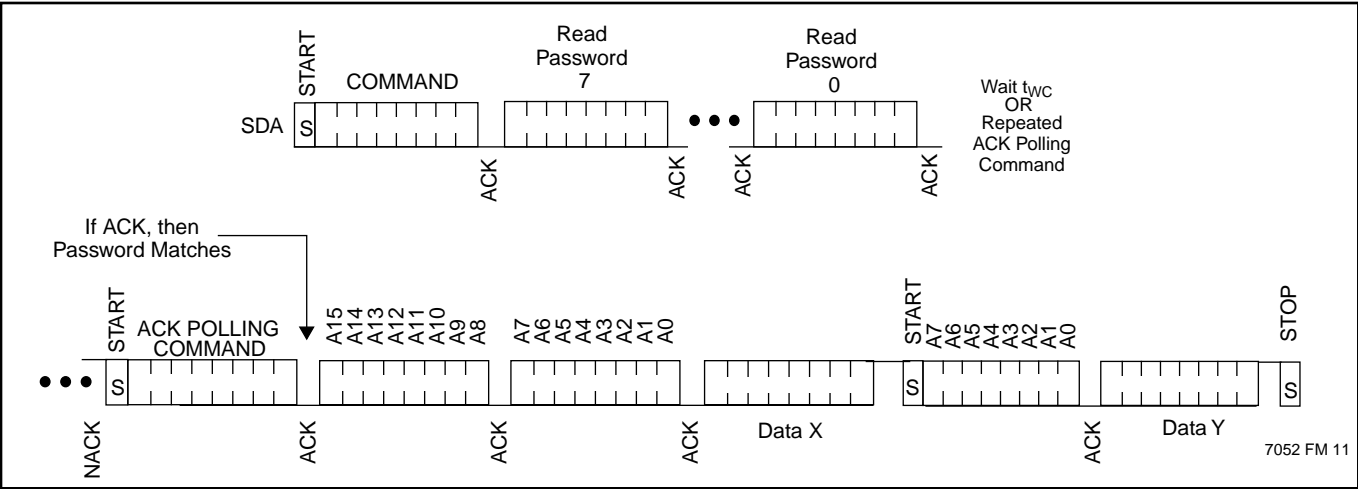 START
COMMAND
Read
Password
7
Read
Password
0
SDA
S
Wait tWC
OR
Repeated
ACK Polling
Command
ACK
ACK
ACK
ACK
If ACK, then
Password Matches
START
ACK POLLING
COMMAND
A15
A14
A13
A12
A11
A10
A9
A8
A7
A6
A5
A4
A3
A2
A1
A0
START
A7
A6
A5
A4
A3
A2
A1
A0
STOP
S
S
S
NACK
ACK
ACK
ACK
Data X
ACK
Data Y
7052 FM 11